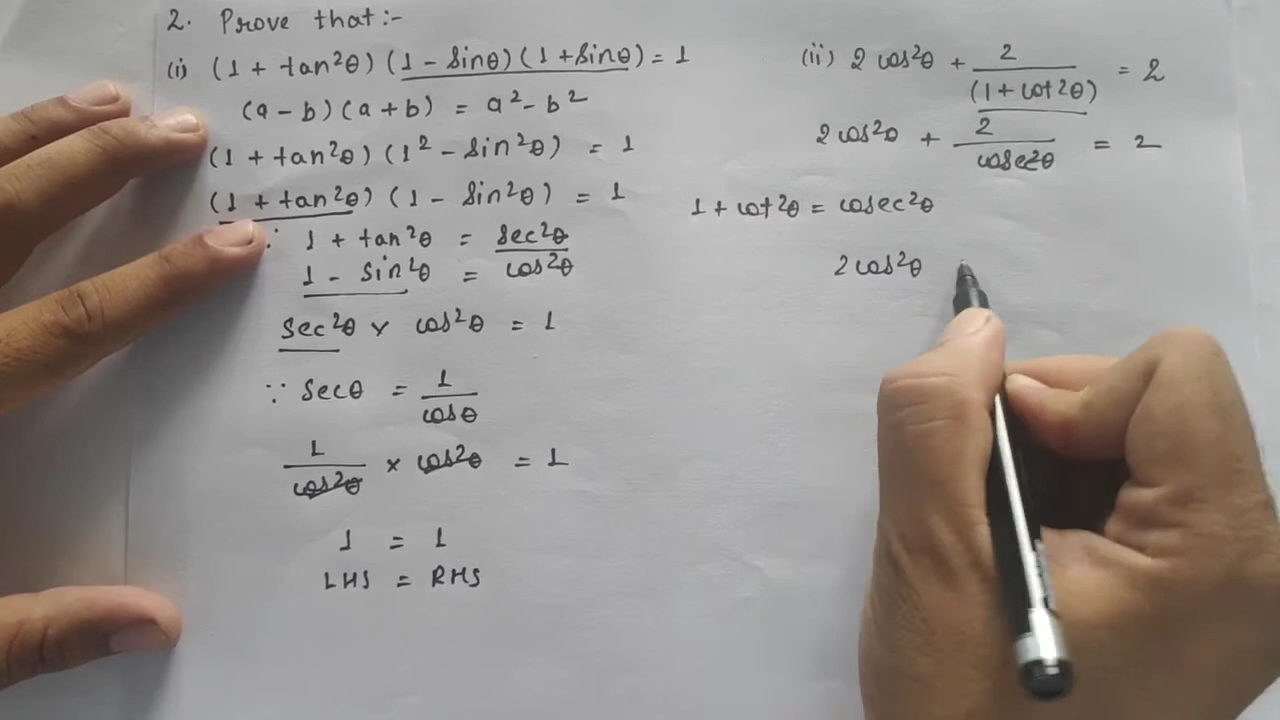 2. Prove that:-
(i) (1 + tan²θ) (1 - sinθ) (1 + sinθ) = 1
(a - b) (a + b) = a² - b²
(1 + tan²θ) (1² - sin²θ) = 1
(1 + tan²θ) (1 - sin²θ) = 1
∵ 1 + tan²θ = sec²θ
1 - sin²θ = cos²θ
sec²θ × cos²θ = 1
∵ secθ = 1/cosθ
1/cos²θ × cos²θ = 1
1 = 1
LHS = RHS
(ii) 2 cos²θ + 2/(1 + cot²θ) = 2
2 cos²θ + 2/cosec²θ = 2
1 + cot²θ = cosec²θ
2 cos²θ